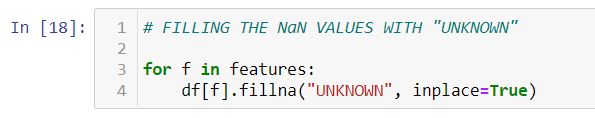 In [18]:
1 # FILLING THE NaN VALUES WITH "UNKNOWN"
2
3 for f in features:
4     df[f].fillna("UNKNOWN", inplace=True)